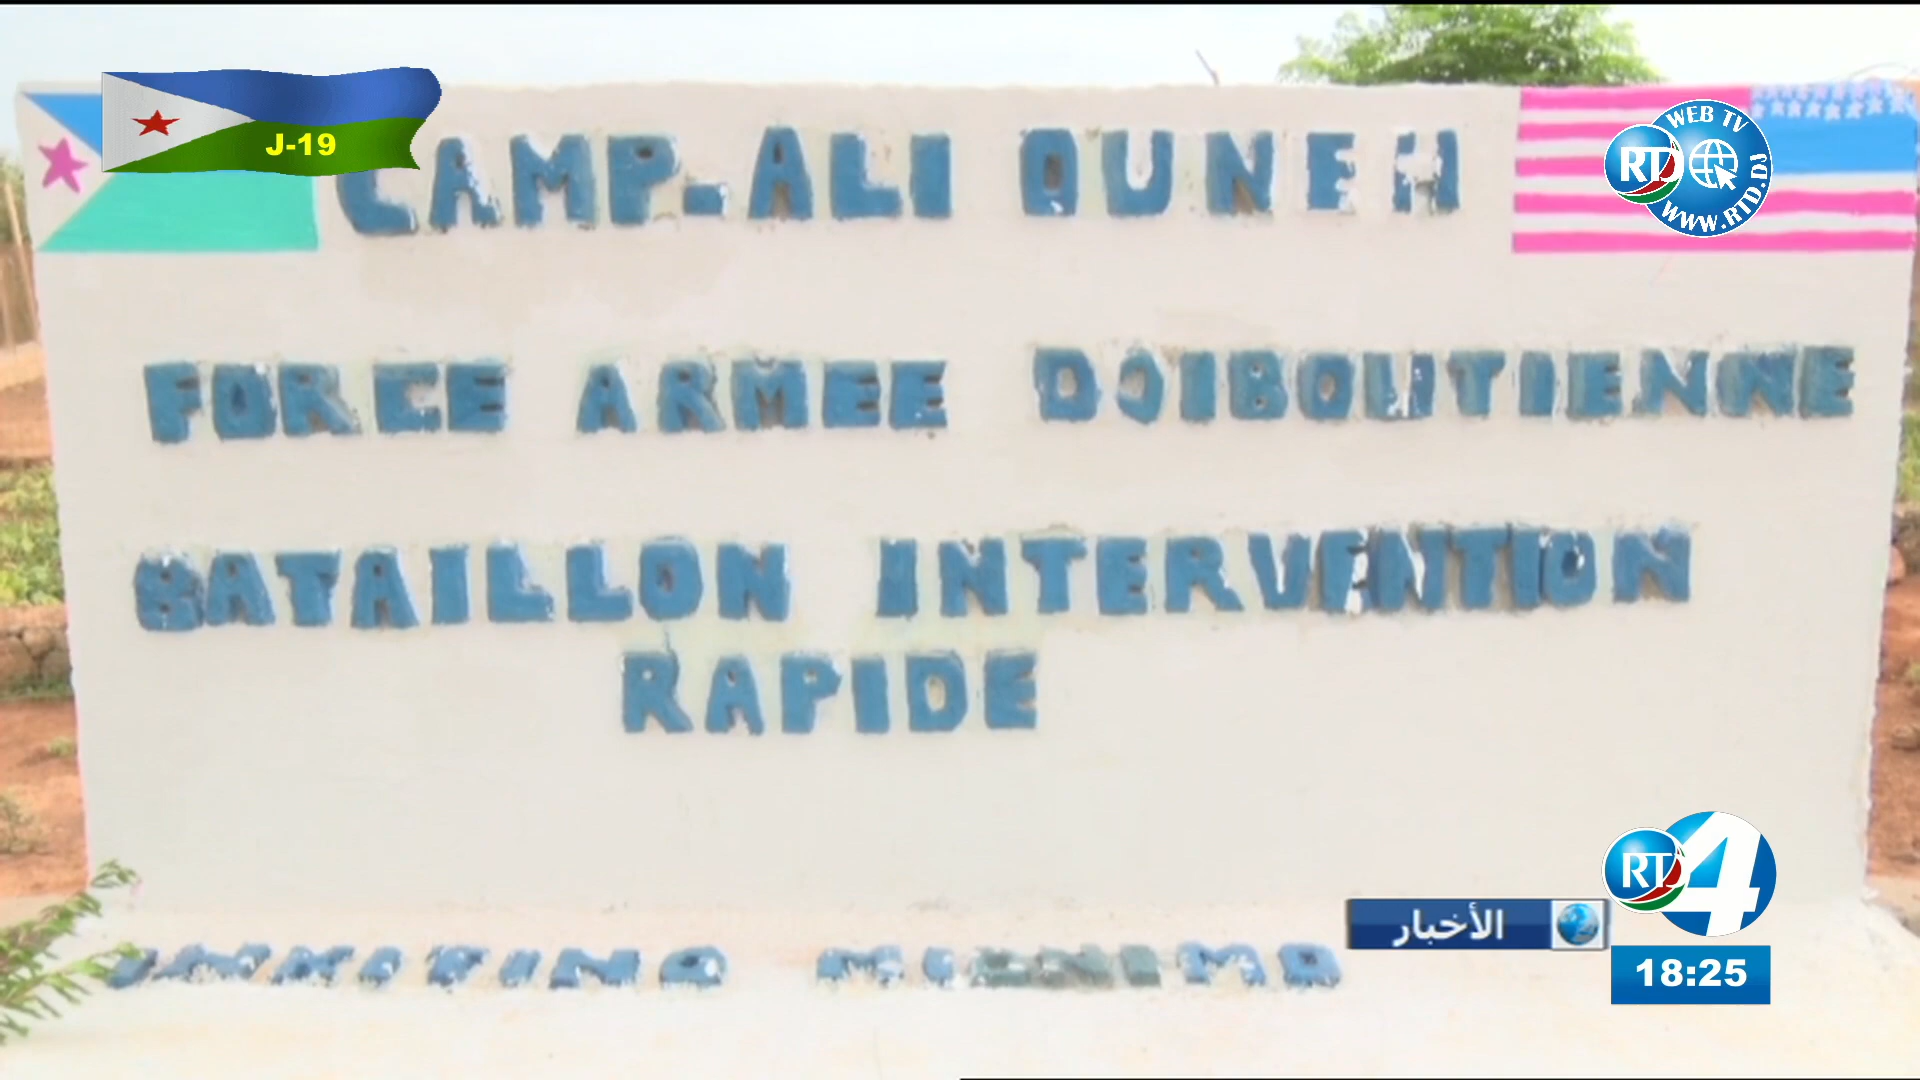 J-19
WEB TV
RTD
WWW.RTD.DJ
CAMP-ALI OUNEH
FORCE ARMEE DJIBOUTIENNE
BATAILLON INTERVENTION
RAPIDE
RTD 4
الأخبار
18:25